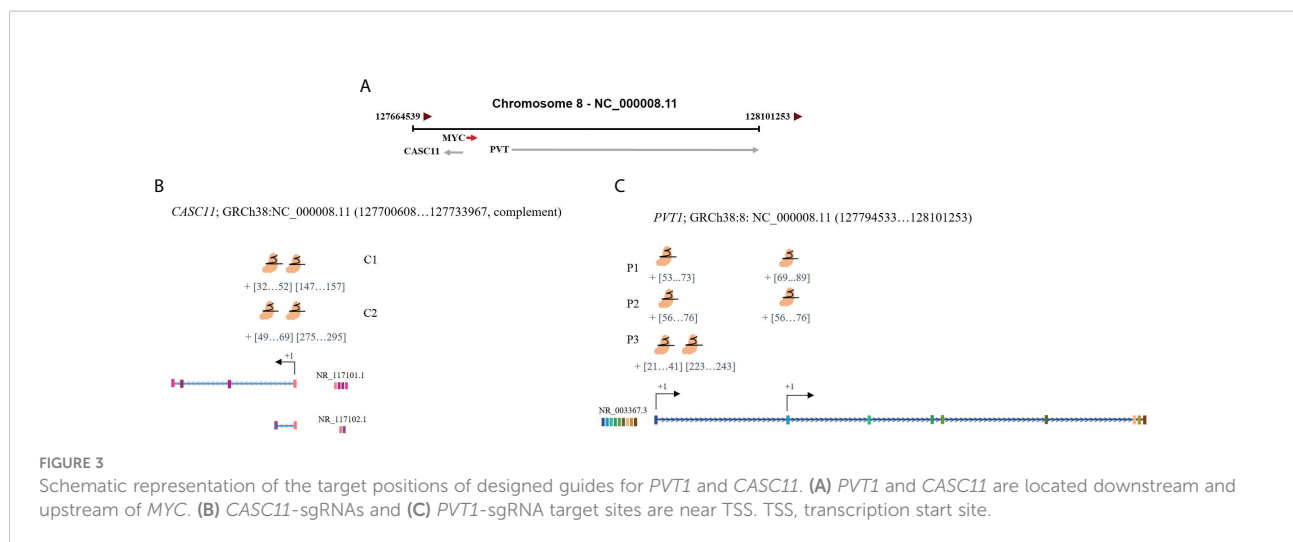 A
Chromosome 8 - NC_000008.11
127664539 128101253
MYC
CASC11 PVT
B
CASC11; GRCh38:NC_000008.11 (127700608…127733967, complement)
C1
+ [32…52] [147…157]
C2
+ [49…69] [275…295]
+1
NR_117101.1
NR_117102.1
C
PVT1; GRCh38:8: NC_000008.11 (127794533…128101253)
P1
+ [53…73] + [69...89]
P2
+ [56…76] + [56…76]
P3
+ [21…41] [223…243]
+1 +1
NR_003367.3
FIGURE 3
Schematic representation of the target positions of designed guides for PVT1 and CASC11. (A) PVT1 and CASC11 are located downstream and
upstream of MYC. (B) CASC11-sgRNAs and (C) PVT1-sgRNA target sites are near TSS. TSS, transcription start site.